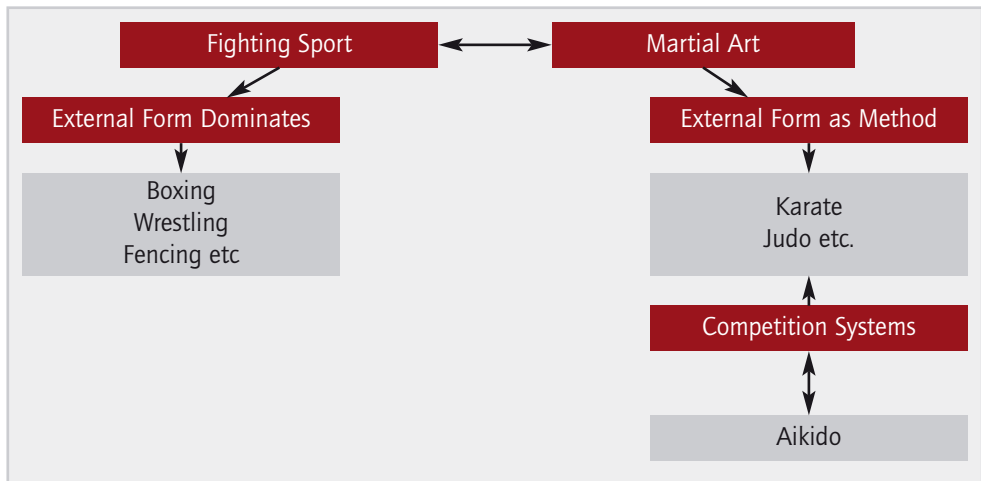 Fighting Sport
Martial Art
External Form Dominates
External Form as Method
Boxing
Wrestling
Fencing etc
Karate
Judo etc.
Competition Systems
Aikido